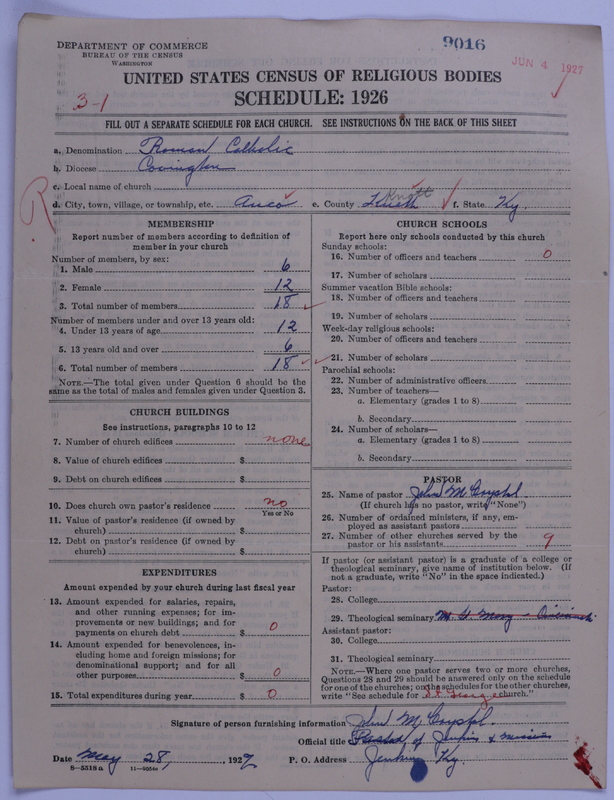 9016
DEPARTMENT OF COMMERCE
BUREAU OF THE CENSUS
WASHINGTON
JUN 4 1927
UNITED STATES CENSUS OF RELIGIOUS BODIES
3-1
SCHEDULE: 1926
FILL OUT A SEPARATE SCHEDULE FOR EACH CHURCH. SEE INSTRUCTIONS ON THE BACK OF THIS SHEET
a. Denomination Roman Catholic
b. Diocese Covington
c. Local name of church
R
d. City, town, village, or township, etc. Anco e. County Knott f. State Ky.
MEMBERSHIP
Report number of members according to definition of
member in your church
Number of members, by sex:
1. Male 6
2. Female 12
3. Total number of members 18
Number of members under and over 13 years old:
4. Under 13 years of age 12
5. 13 years old and over 6
6. Total number of members 18
NOTE.—The total given under Question 6 should be
same as the total of males and females given under Question 3.
CHURCH BUILDINGS
See instructions, paragraphs 10 to 12
7. Number of church edifices none
8. Value of church edifices $
9. Debt on church edifices $
10. Does church own pastor's residence no
Yes or No
11. Value of pastor's residence (if owned by
church) $
12. Debt on pastor's residence (if owned by
church) $
EXPENDITURES
Amount expended by your church during last fiscal year
13. Amount expended for salaries, repairs,
and other running expenses; for im-
provements or new buildings; and for
payments on church debt $ 0
14. Amount expended for benevolences, in-
cluding home and foreign missions; for
denominational support; and for all
other purposes $ 0
15. Total expenditures during year $ 0
CHURCH SCHOOLS
Report here only schools conducted by this church
Sunday schools:
16. Number of officers and teachers 0
17. Number of scholars
Summer vacation Bible schools:
18. Number of officers and teachers
19. Number of scholars
Week-day religious schools:
20. Number of officers and teachers
21. Number of scholars
Parochial schools:
22. Number of administrative officers
23. Number of teachers—
a. Elementary (grades 1 to 8)
b. Secondary
24. Number of scholars—
a. Elementary (grades 1 to 8)
b. Secondary
PASTOR
25. Name of pastor John M.
(If church has no pastor, write "None")
26. Number of ordained ministers, if any, em-
ployed as assistant pastors
27. Number of other churches served by the
pastor or his assistants 9
If pastor (or assistant pastor) is a graduate of a college or
theological seminary, give name of institution below. (If
not a graduate, write "No" in the space indicated.)
Pastor:
28. College
29. Theological seminary Mt. St. Mary -
Assistant pastor:
30. College
31. Theological seminary
NOTE.—Where one pastor serves two or more churches,
Questions 28 and 29 should be answered only on the schedule
for one of the churches; on the schedules for the other churches,
write "See schedule for St. George church."
Signature of person furnishing information John M.
Official title of Jenkins & missions
Date May 28, 1927 P. O. Address Jenkins Ky.
8-5518a